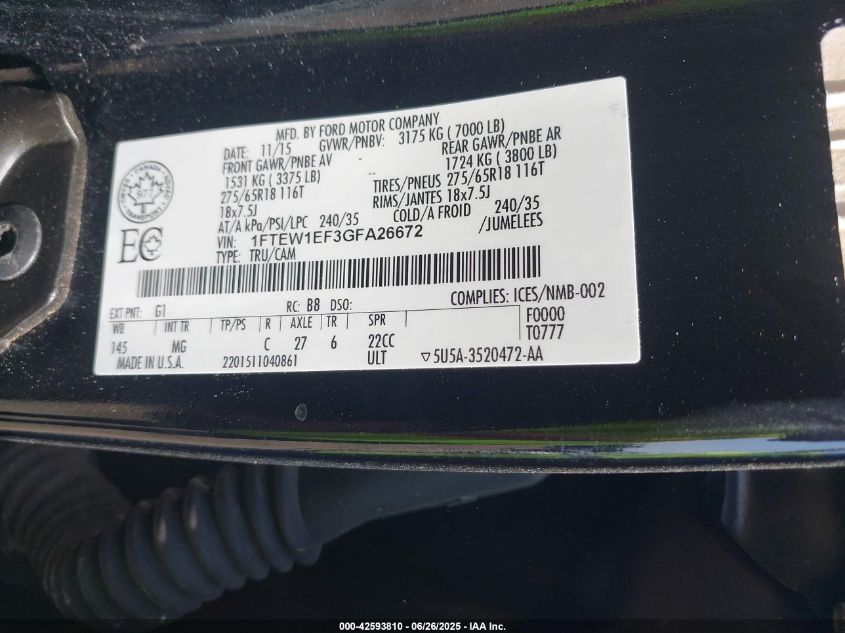 MFD. BY FORD MOTOR COMPANY
DATE: 11/15 GVWR/PNBV: 3175 KG ( 7000 LB)
FRONT GAWR/PNBE AV REAR GAWR/PNBE AR
1531 KG ( 3375 LB) 1724 KG ( 3800 LB)
275/65R18 116T TIRES/PNEUS 275/65R18 116T
18x7.5J RIMS/JANTES 18x7.5J
AT/A kPa/PSI/LPC 240/35 COLD/A FROID 240/35
VIN: 1FTEW1EF3GFA26672 /JUMELEES
TYPE: TRU/CAM
CANADA
TRANSPORT
EC
EXT PNT: G1 RC: B8 DSO: COMPLIES: ICES/NMB-002
WB INT TR TP/PS R AXLE TR SPR F0000
145 MG C 27 6 22CC T0777
MADE IN U.S.A. 2201511040861 ULT ▽5U5A-3520472-AA
000-42593810 - 06/26/2025 - IAA Inc.